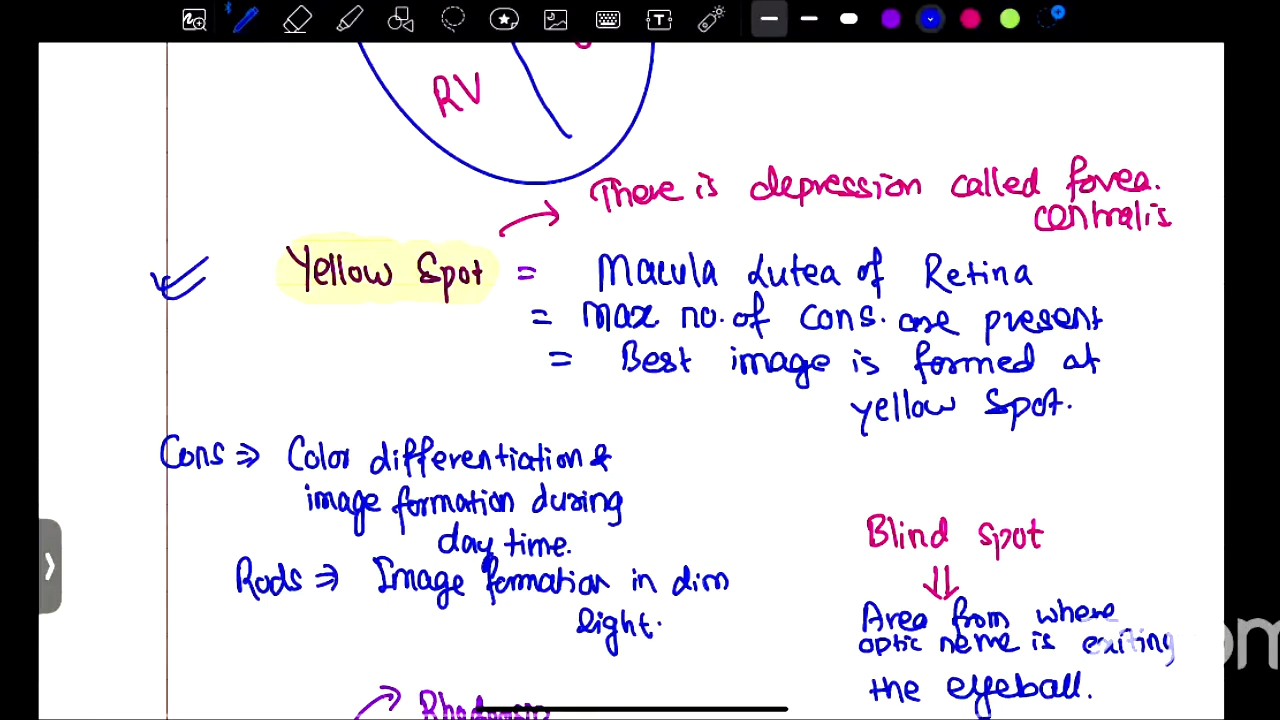 RV
There is depression called fovea.
centralis
Yellow Spot = Macula Lutea of Retina
= Max no. of Cons. are present
= Best image is formed at
yellow spot.
Cons ⇒ Color differentiation &
image formation during
day time.
Rods ⇒ Image formation in dim
light.
Blind spot
⇓
Area from where
optic nerve is exiting
the eyeball.
Rhodopsin